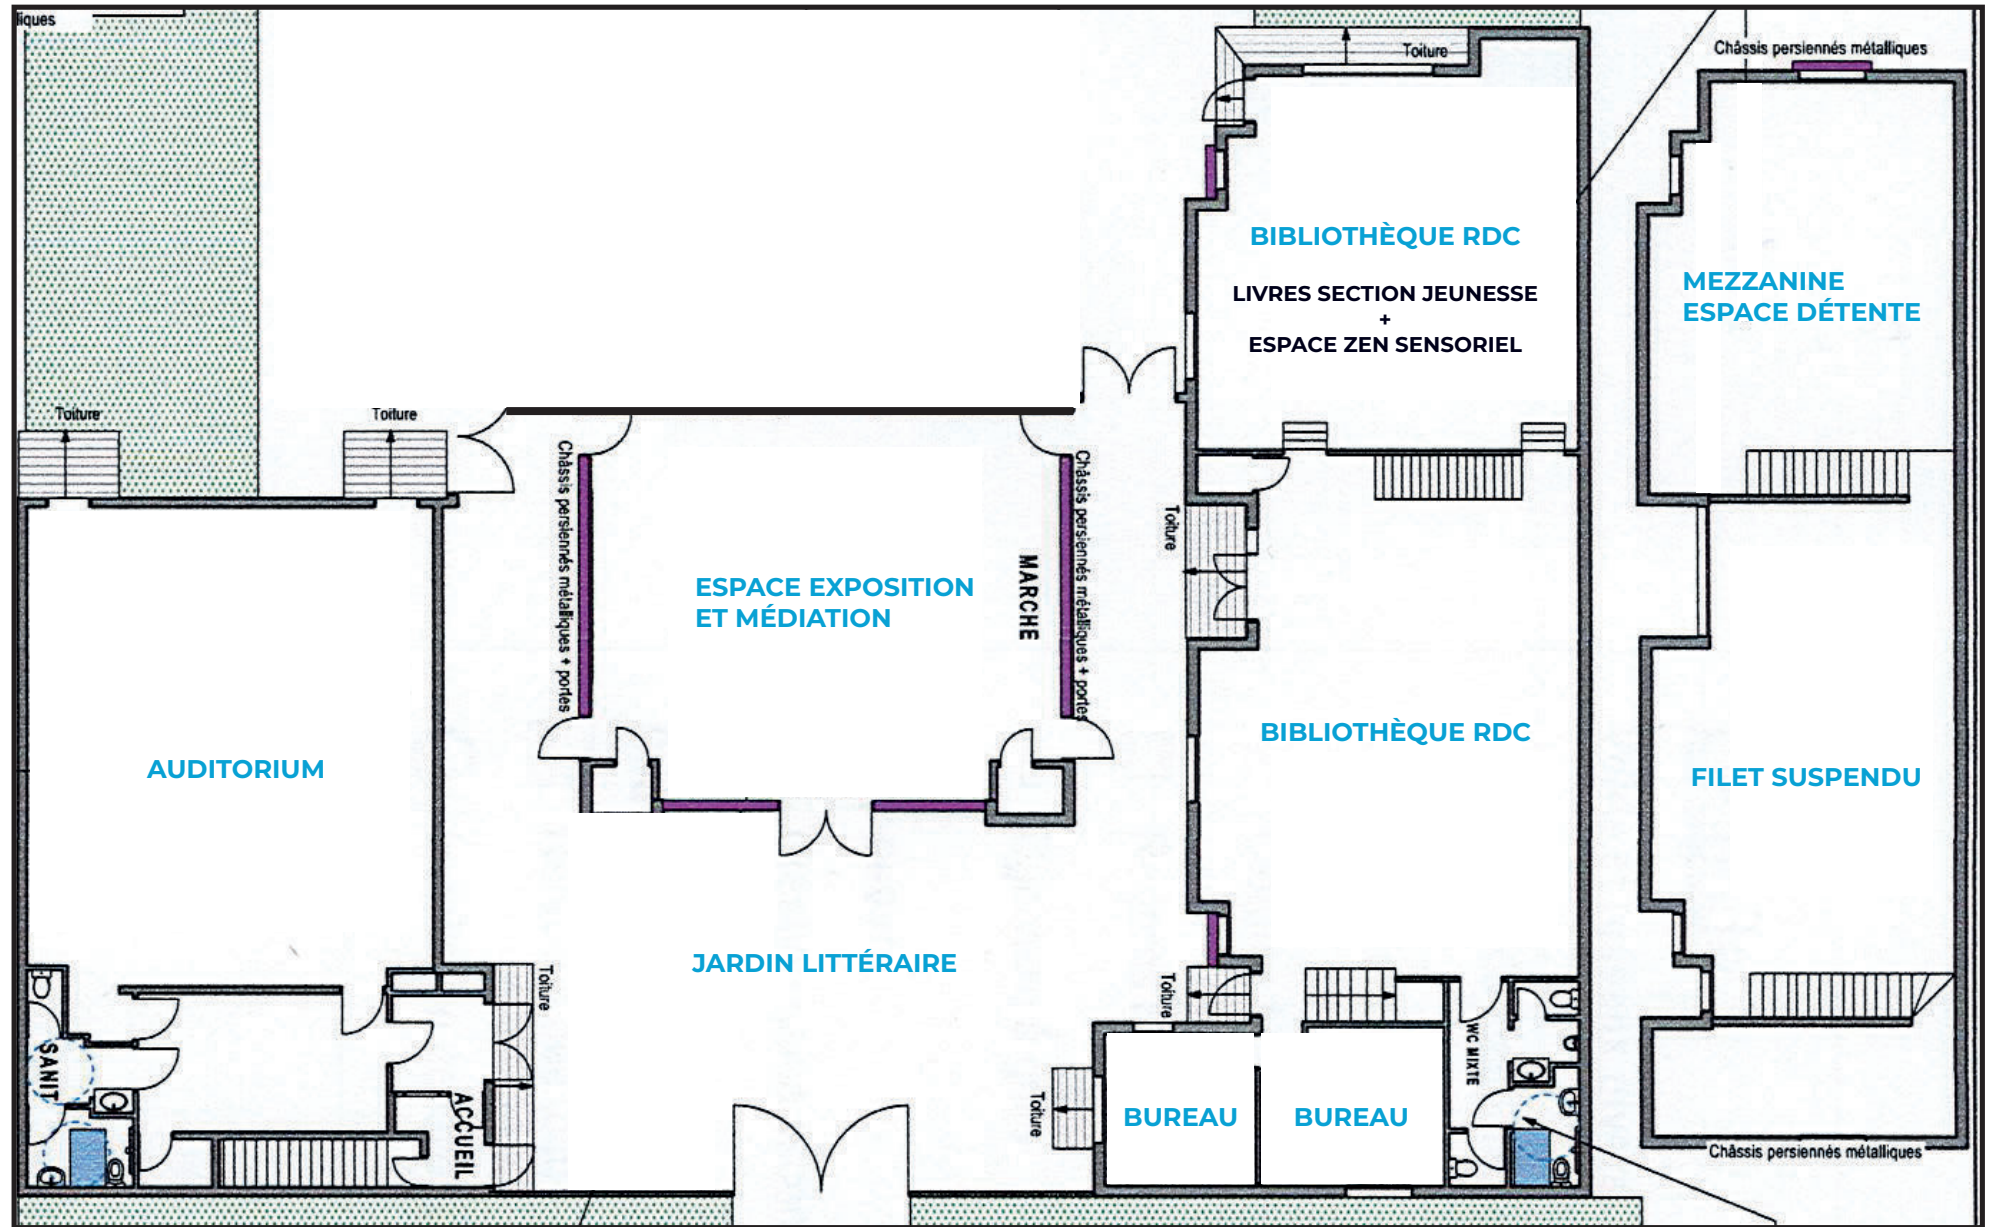 liques
Toiture
Châssis persiennés métalliques
BIBLIOTHÈQUE RDC
LIVRES SECTION JEUNESSE
+
ESPACE ZEN SENSORIEL
MEZZANINE
ESPACE DÉTENTE
Toiture
Toiture
Châssis persiennés métalliques + portes
ESPACE EXPOSITION
ET MÉDIATION
MARCHE
Châssis persiennés métalliques + portes
Toiture
AUDITORIUM
BIBLIOTHÈQUE RDC
FILET SUSPENDU
JARDIN LITTÉRAIRE
Toiture
Toiture
SANIT
ACCUEIL
Toiture
BUREAU
BUREAU
WC MIXTE
Châssis persiennés métalliques